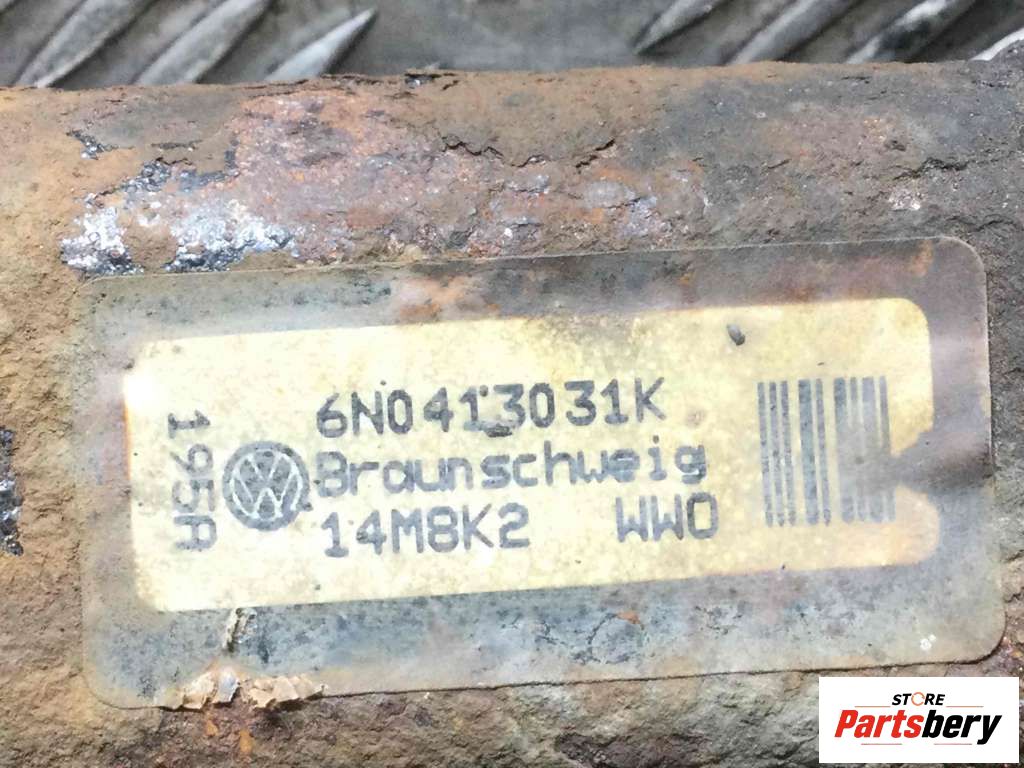 6N0413031K
195A
Braunschweig
14M8K2 WWO
STORE
Partsbery